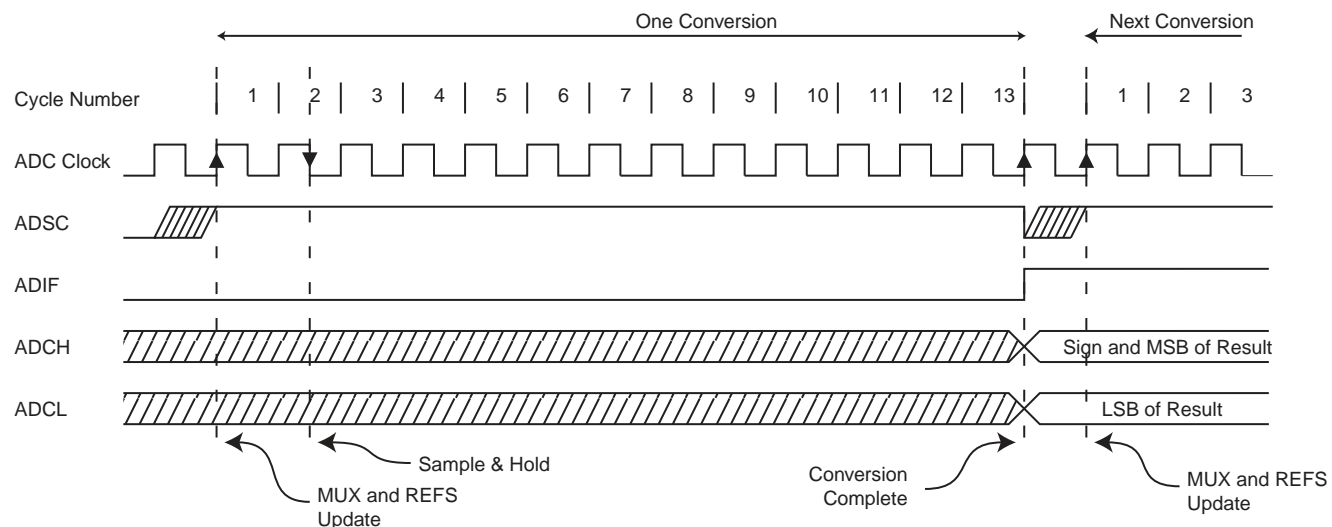 One Conversion
Next Conversion
Cycle Number 1 2 3 4 5 6 7 8 9 10 11 12 13 1 2 3
ADC Clock
ADSC
ADIF
ADCH
Sign and MSB of Result
ADCL
LSB of Result
Sample & Hold
MUX and REFS
Update
Conversion
Complete
MUX and REFS
Update